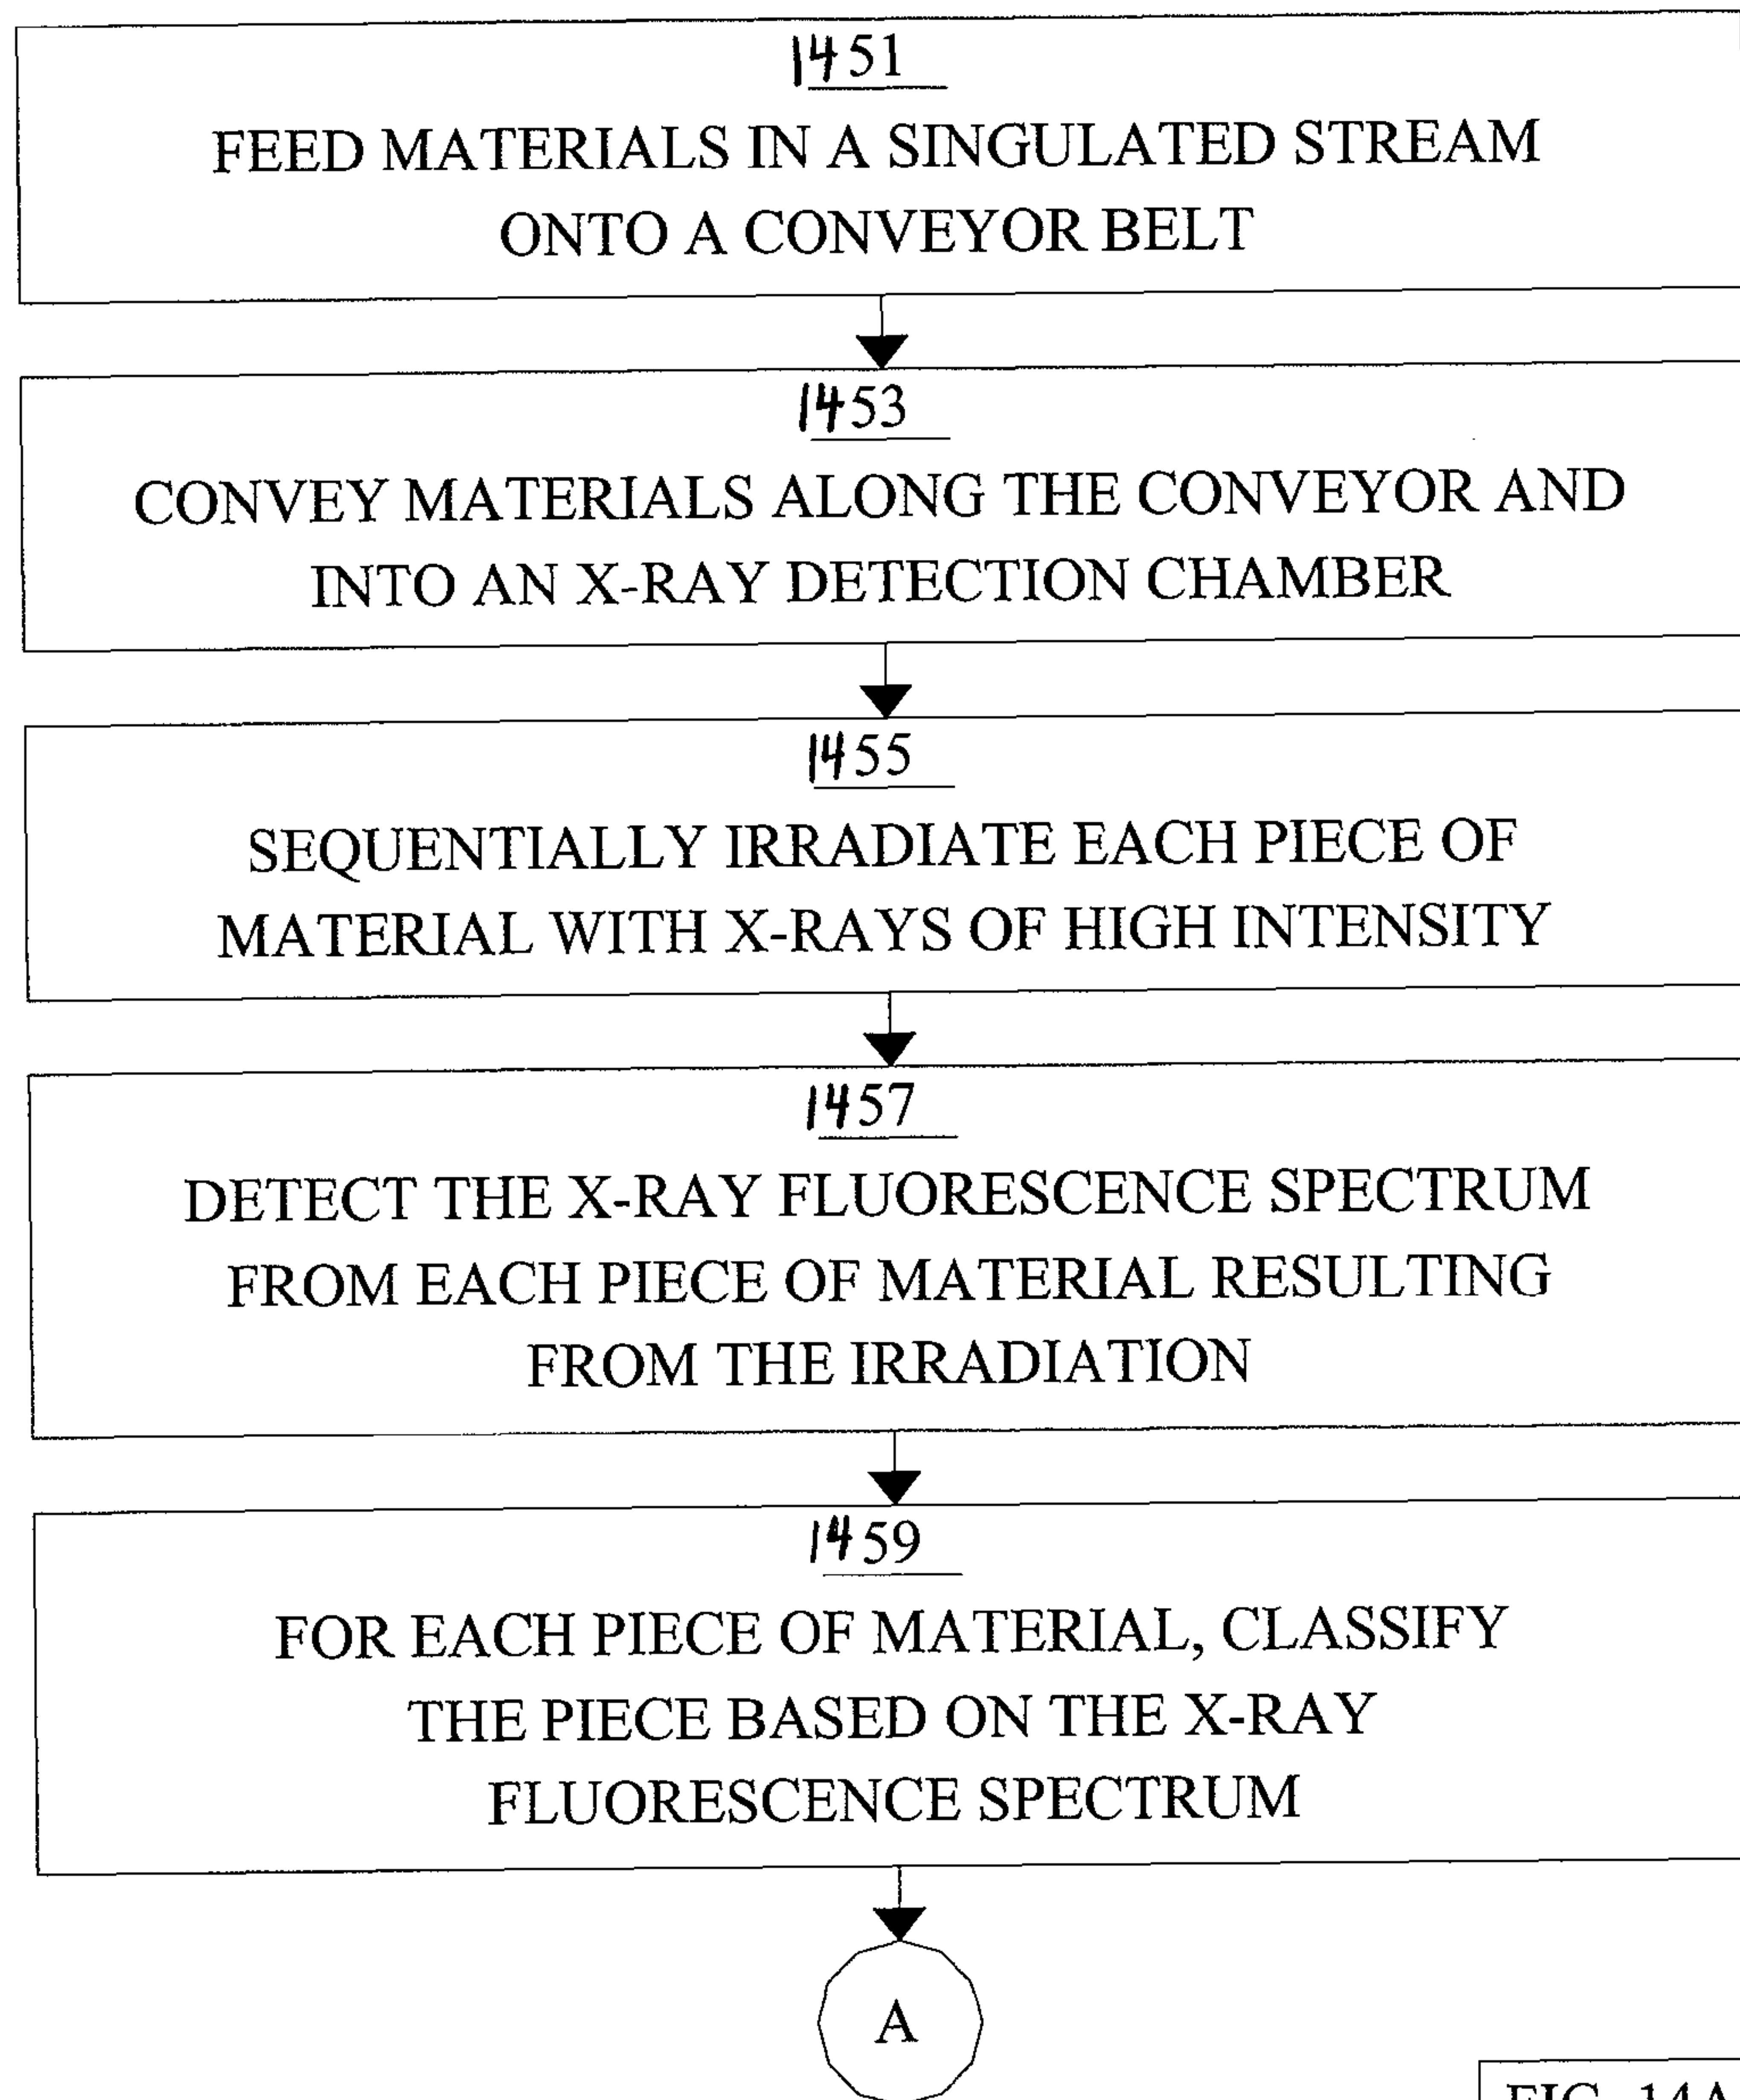 1451
FEED MATERIALS IN A SINGULATED STREAM
ONTO A CONVEYOR BELT
1453
CONVEY MATERIALS ALONG THE CONVEYOR AND
INTO AN X-RAY DETECTION CHAMBER
1455
SEQUENTIALLY IRRADIATE EACH PIECE OF
MATERIAL WITH X-RAYS OF HIGH INTENSITY
1457
DETECT THE X-RAY FLUORESCENCE SPECTRUM
FROM EACH PIECE OF MATERIAL RESULTING
FROM THE IRRADIATION
1459
FOR EACH PIECE OF MATERIAL, CLASSIFY
THE PIECE BASED ON THE X-RAY
FLUORESCENCE SPECTRUM
A
FIG. 14A